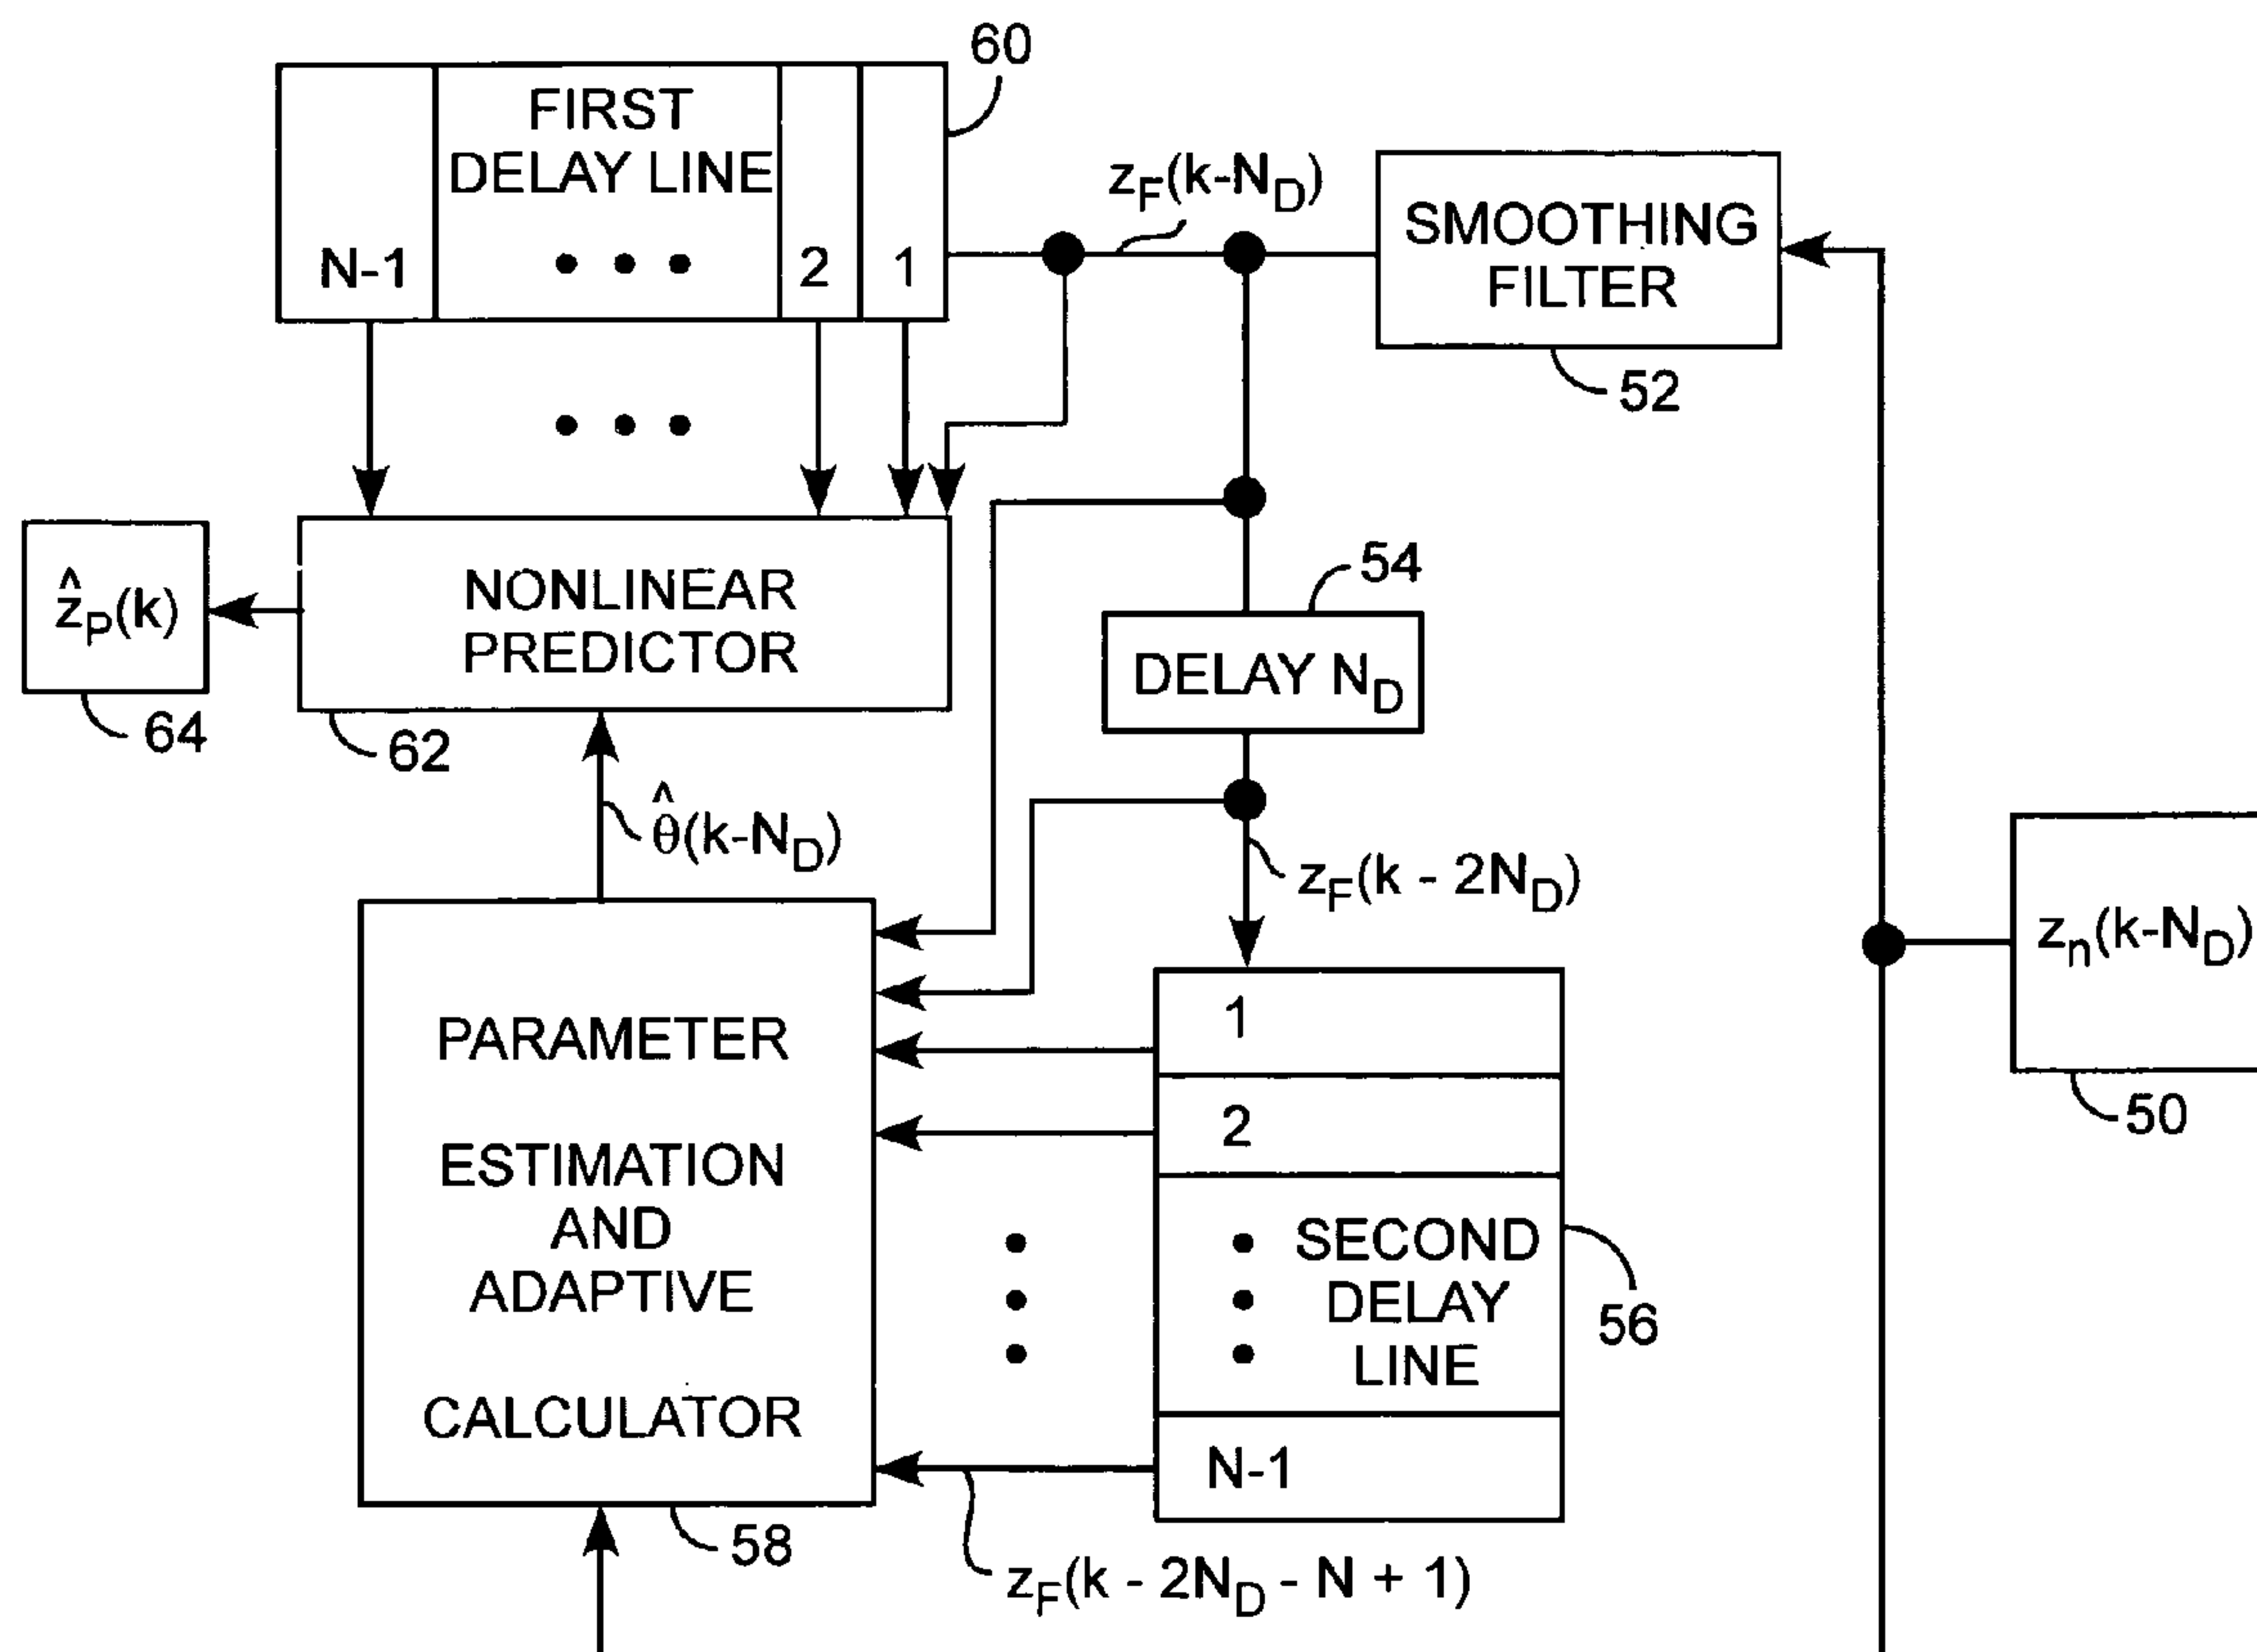 60
FIRST
DELAY LINE
N-1 • • • 2 1
z_F(k-N_D)
SMOOTHING
FILTER
52
• • •
NONLINEAR
PREDICTOR
ẑ_P(k)
64
62
54
DELAY N_D
θ̂(k-N_D)
z_F(k - 2N_D)
z_n(k-N_D)
50
PARAMETER
ESTIMATION
AND
ADAPTIVE
CALCULATOR
58
1
2
SECOND
DELAY
LINE
N-1
56
z_F(k - 2N_D - N + 1)